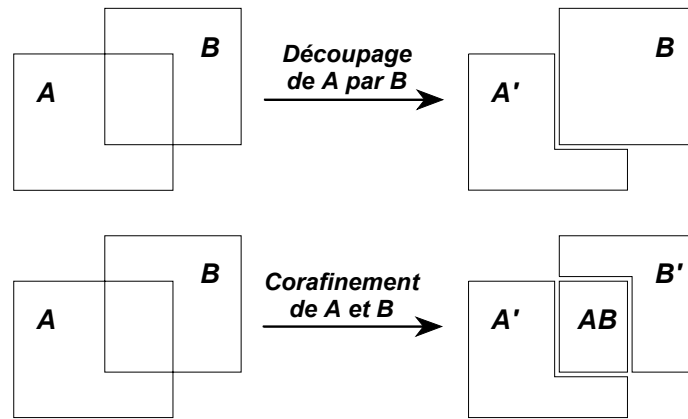 B
A
Découpage
de A par B
A'
B
B
A
Corafinement
de A et B
A'
AB
B'